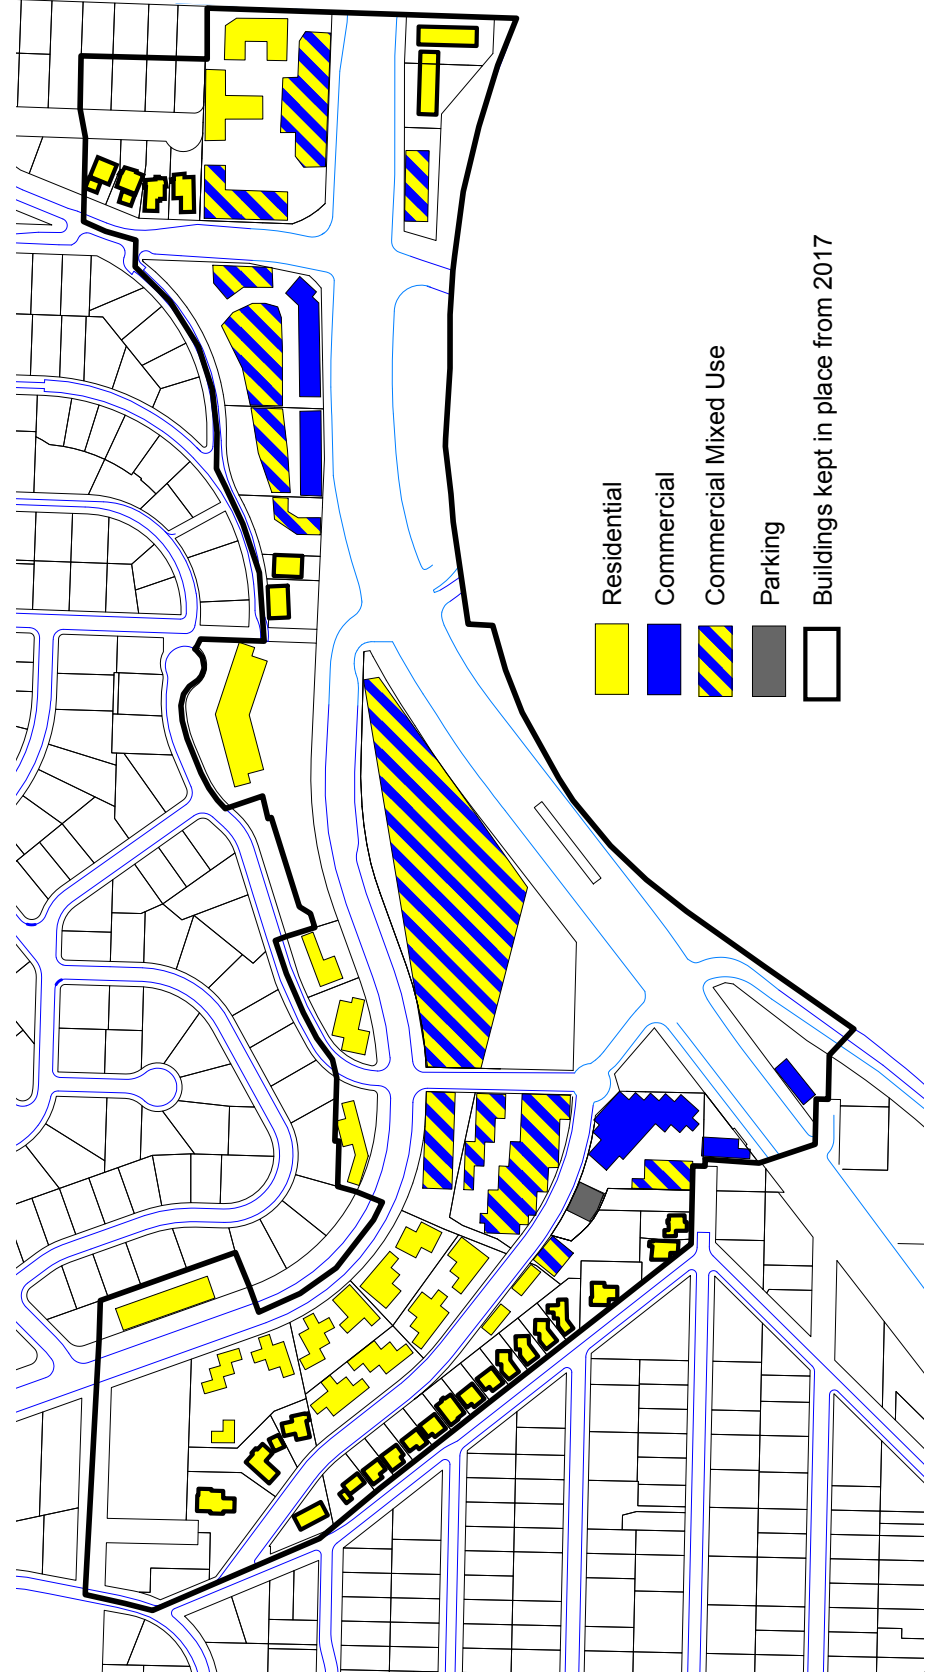 Residential
Commercial
Commercial Mixed Use
Parking
Buildings kept in place from 2017